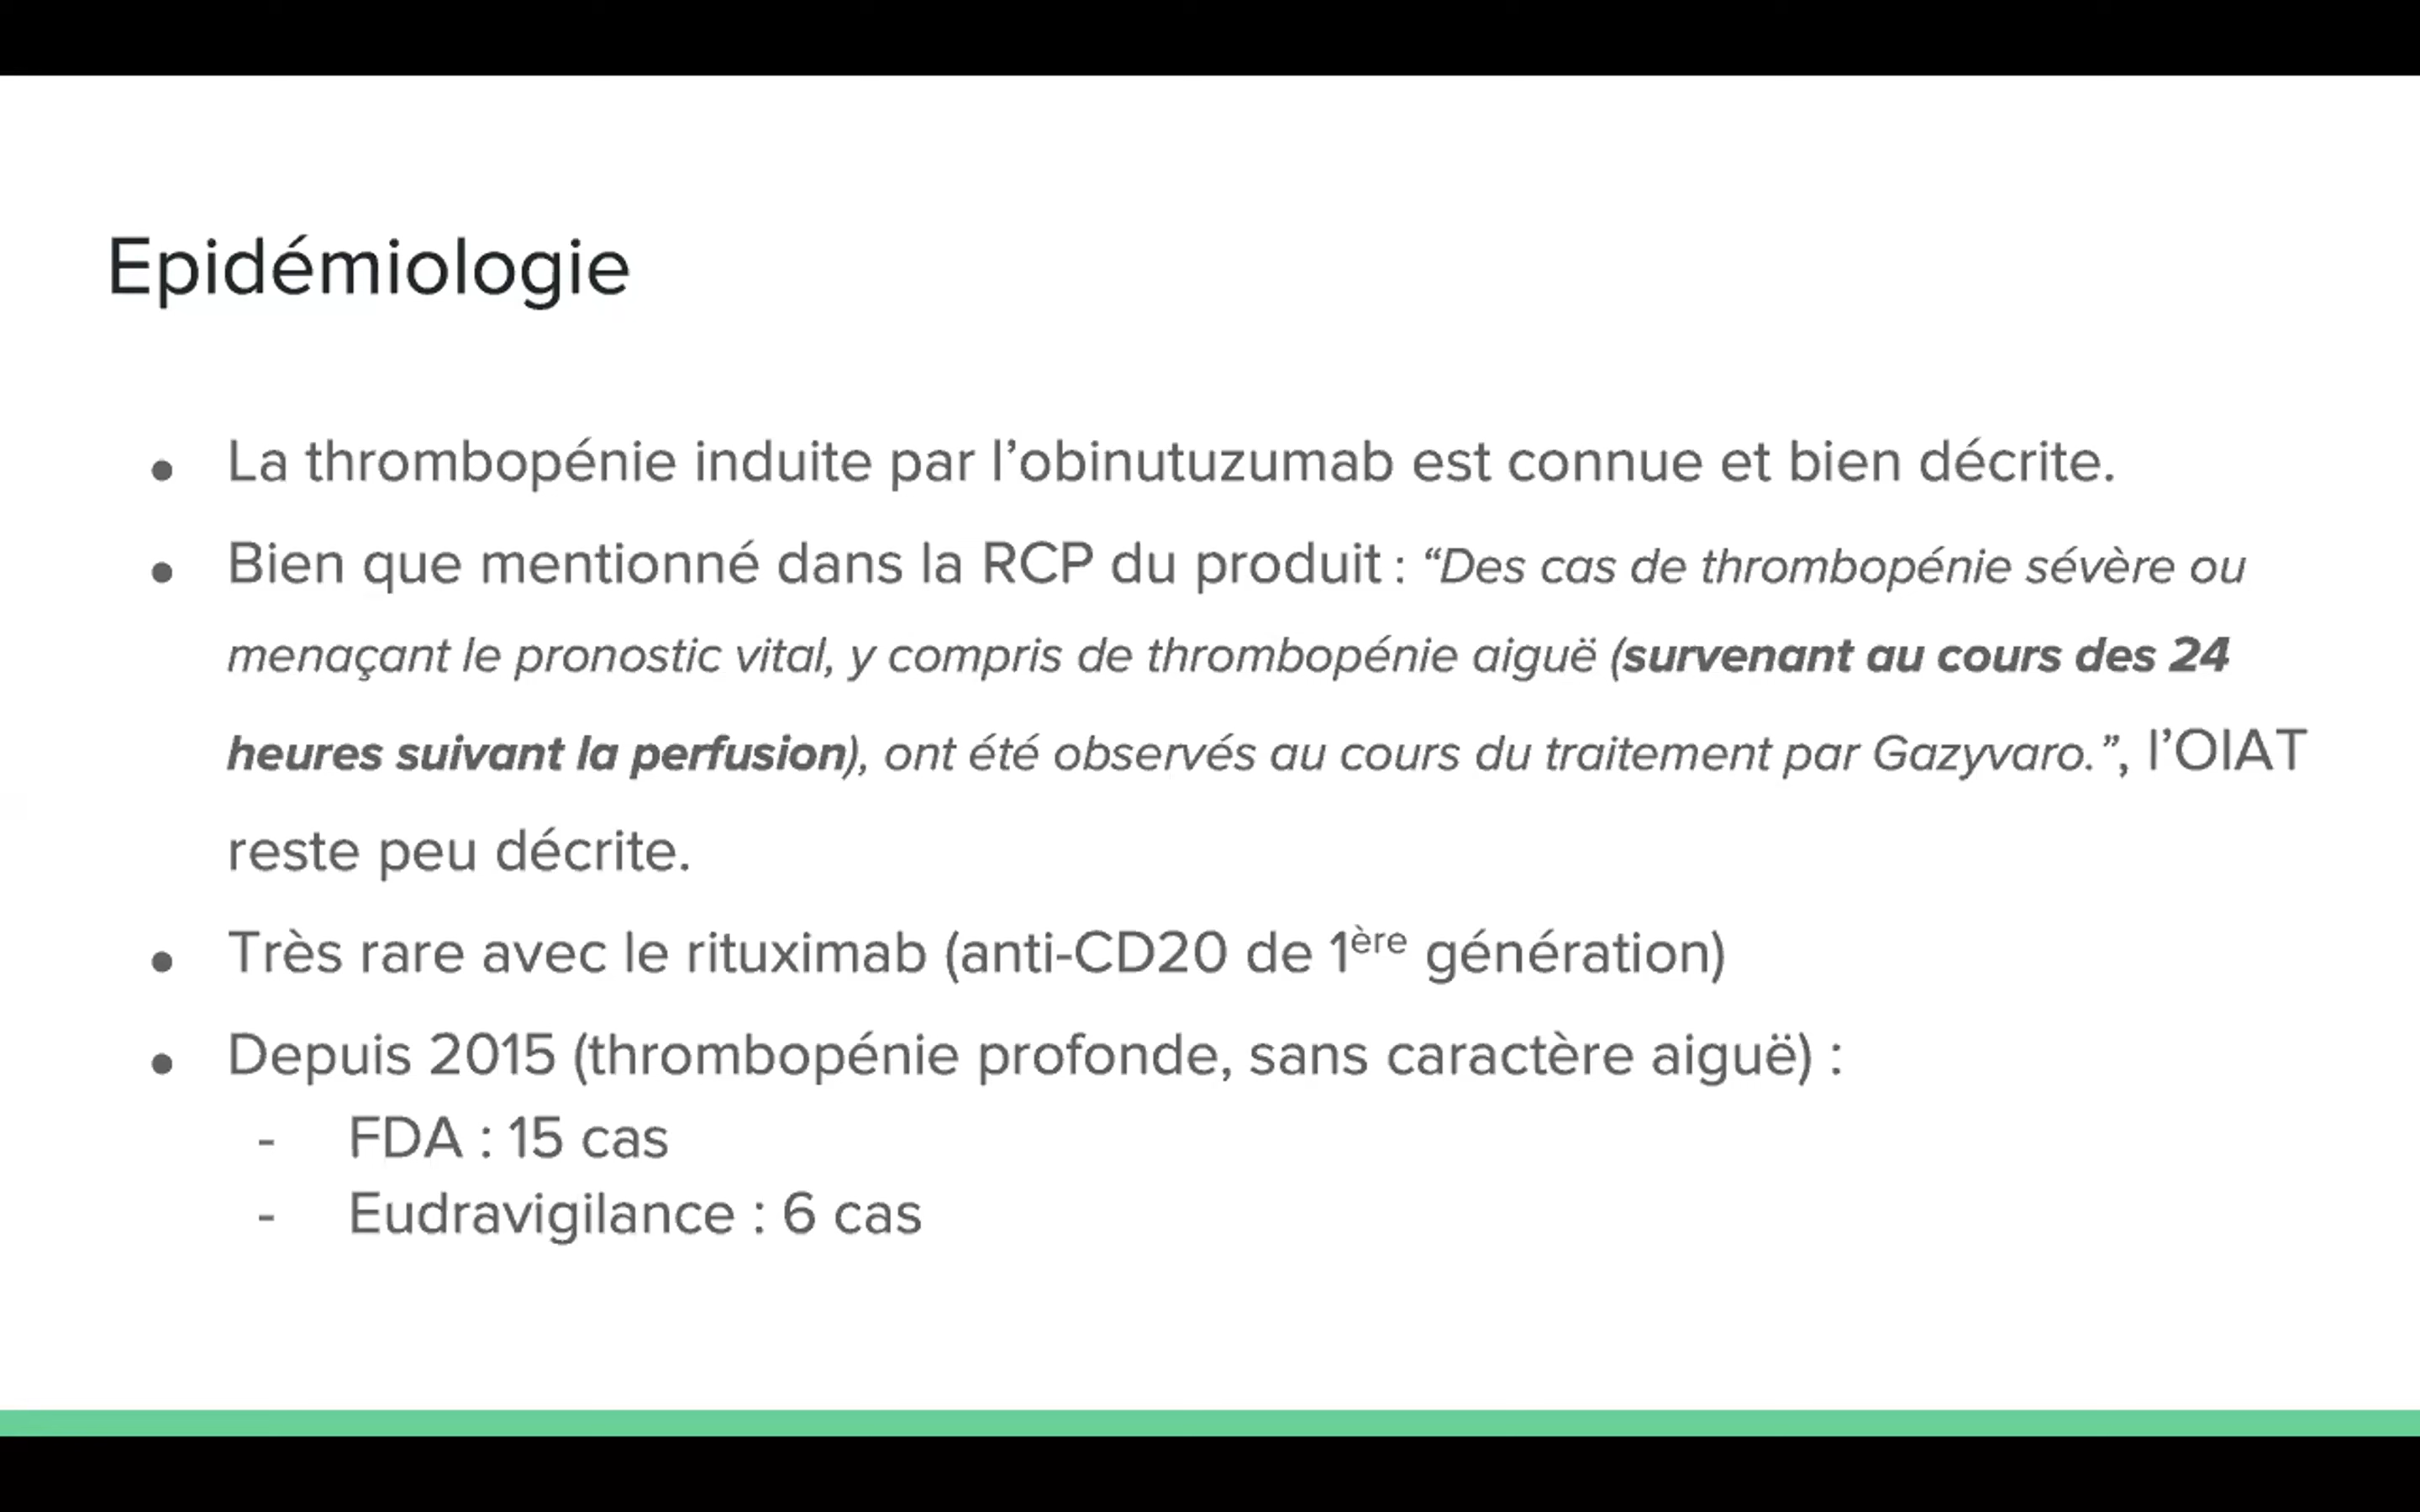 Epidémiologie
● La thrombopénie induite par l’obinutuzumab est connue et bien décrite.
● Bien que mentionné dans la RCP du produit : “Des cas de thrombopénie sévère ou
menaçant le pronostic vital, y compris de thrombopénie aiguë (survenant au cours des 24
heures suivant la perfusion), ont été observés au cours du traitement par Gazyvaro.”, l’OIAT
reste peu décrite.
● Très rare avec le rituximab (anti-CD20 de 1ère génération)
● Depuis 2015 (thrombopénie profonde, sans caractère aiguë) :
- FDA : 15 cas
- Eudravigilance : 6 cas